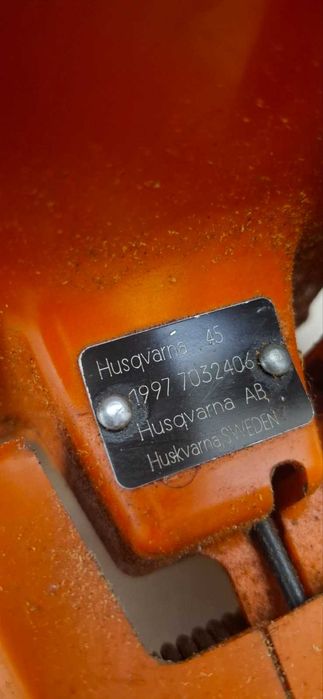 Husqvarna 45
1997 7032406
Husqvarna AB
Huskvarna, SWEDEN